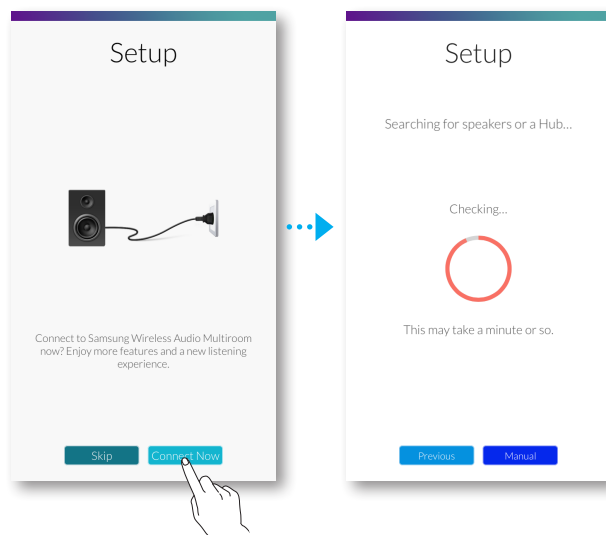 Setup
Connect to Samsung Wireless Audio Multiroom
now? Enjoy more features and a new listening
experience.
Skip
Connect Now
Setup
Searching for speakers or a Hub...
Checking...
This may take a minute or so.
Previous
Manual